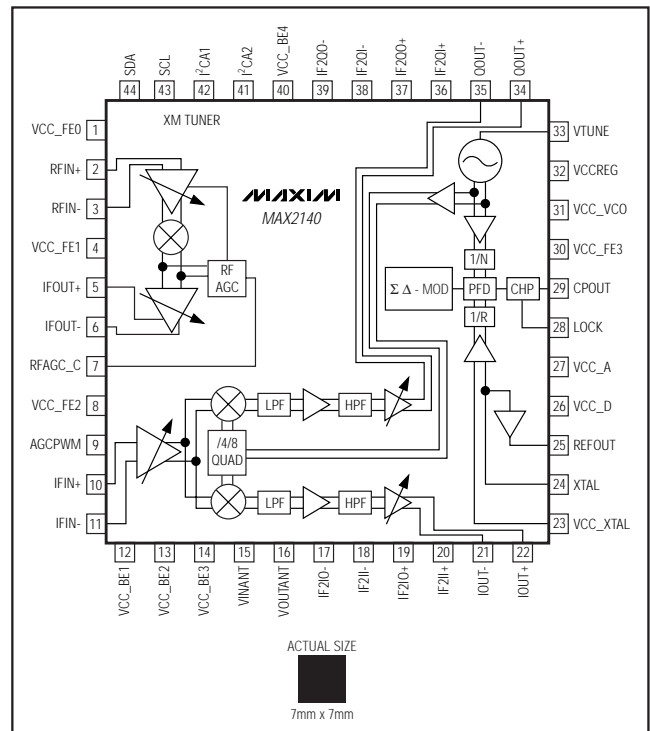 SDA
SCL
I²CA1
I²CA2
VCC_BE4
IF2QO-
IF2QI-
IF2QO+
IF2QI+
QOUT-
QOUT+
44 43 42 41 40 39 38 37 36 35 34
XM TUNER
MAXIM
MAX2140
VCC_FE0 1
RFIN+ 2
RFIN- 3
VCC_FE1 4
IFOUT+ 5
IFOUT- 6
RFAGC_C 7
VCC_FE2 8
AGCPWM 9
IFIN+ 10
IFIN- 11
RF
AGC
Σ Δ - MOD
1/N
PFD
CHP
1/R
/4/8
QUAD
LPF HPF
LPF HPF
33 VTUNE
32 VCCREG
31 VCC_VCO
30 VCC_FE3
29 CPOUT
28 LOCK
27 VCC_A
26 VCC_D
25 REFOUT
24 XTAL
23 VCC_XTAL
12 13 14 15 16 17 18 19 20 21 22
VCC_BE1
VCC_BE2
VCC_BE3
VINANT
VOUTANT
IF2IO-
IF2II-
IF2IO+
IF2II+
IOUT-
IOUT+
ACTUAL SIZE
7mm x 7mm